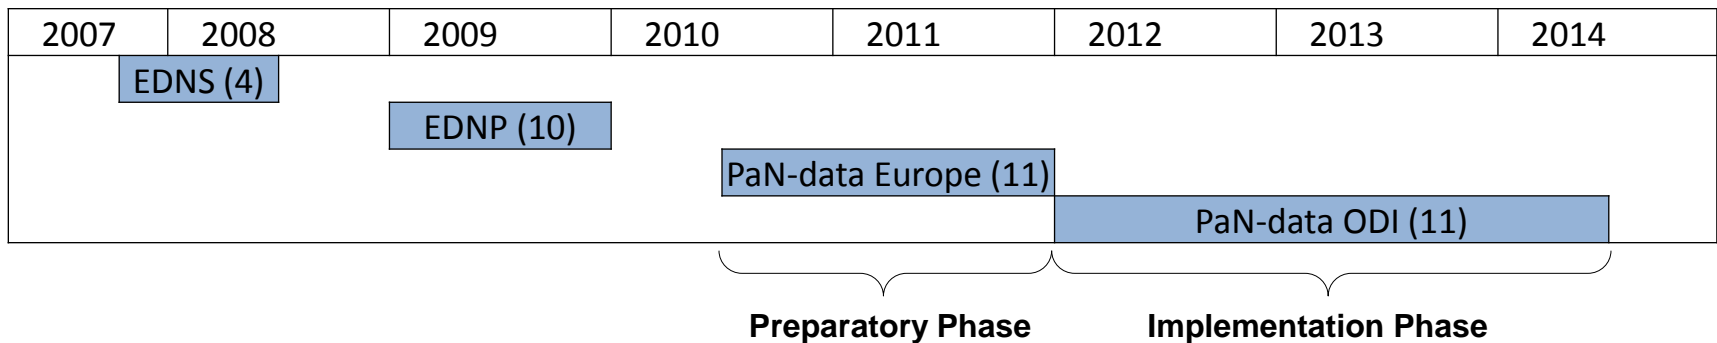 2007 2008 2009 2010 2011 2012 2013 2014
EDNS (4)
EDNP (10)
PaN-data Europe (11)
PaN-data ODI (11)
Preparatory Phase Implementation Phase